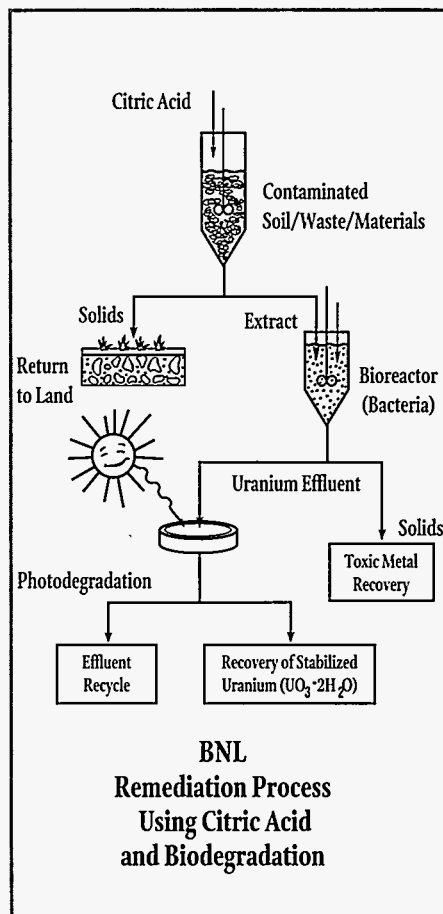 Citric Acid
Contaminated
Soil/Waste/Materials
Solids
Extract
Return
to Land
Bioreactor
(Bacteria)
Uranium Effluent
Solids
Toxic Metal
Recovery
Photodegradation
Effluent
Recycle
Recovery of Stabilized
Uranium (UO₃•2H₂O)
BNL
Remediation Process
Using Citric Acid
and Biodegradation